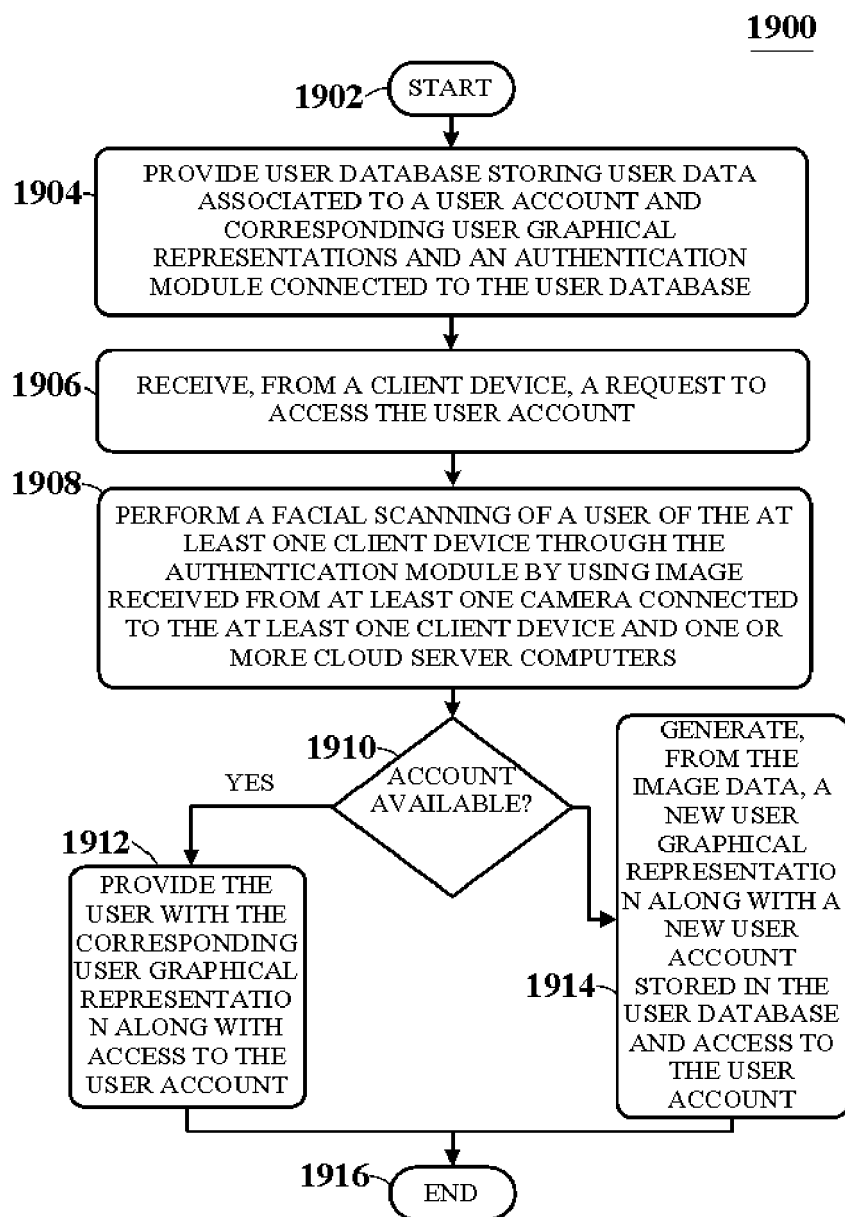 1900
1902
START
1904
PROVIDE USER DATABASE STORING USER DATA
ASSOCIATED TO A USER ACCOUNT AND
CORRESPONDING USER GRAPHICAL
REPRESENTATIONS AND AN AUTHENTICATION
MODULE CONNECTED TO THE USER DATABASE
1906
RECEIVE, FROM A CLIENT DEVICE, A REQUEST TO
ACCESS THE USER ACCOUNT
1908
PERFORM A FACIAL SCANNING OF A USER OF THE AT
LEAST ONE CLIENT DEVICE THROUGH THE
AUTHENTICATION MODULE BY USING IMAGE
RECEIVED FROM AT LEAST ONE CAMERA CONNECTED
TO THE AT LEAST ONE CLIENT DEVICE AND ONE OR
MORE CLOUD SERVER COMPUTERS
1910
ACCOUNT
AVAILABLE?
YES
1912
PROVIDE THE
USER WITH THE
CORRESPONDING
USER GRAPHICAL
REPRESENTATIO
N ALONG WITH
ACCESS TO THE
USER ACCOUNT
1914
GENERATE,
FROM THE
IMAGE DATA, A
NEW USER
GRAPHICAL
REPRESENTATIO
N ALONG WITH A
NEW USER
ACCOUNT
STORED IN THE
USER DATABASE
AND ACCESS TO
THE USER
ACCOUNT
1916
END